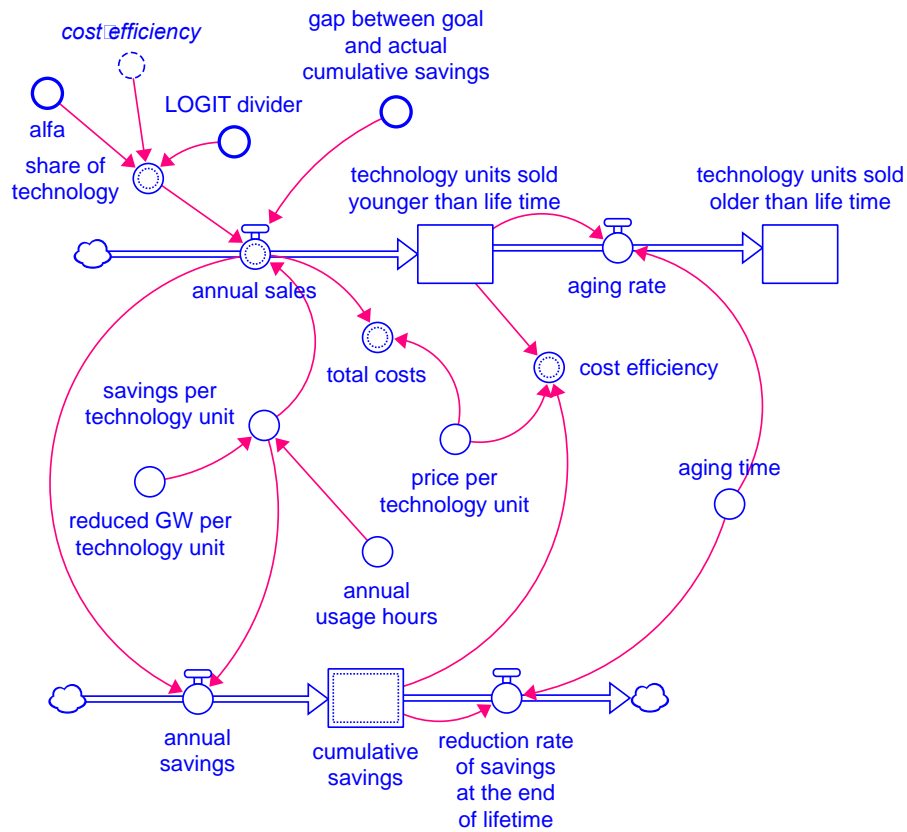 cost efficiency
gap between goal
and actual
cumulative savings
LOGIT divider
alfa
share of
technology
technology units sold
younger than life time
technology units sold
older than life time
annual sales
aging rate
total costs
cost efficiency
savings per
technology unit
price per
technology unit
aging time
reduced GW per
technology unit
annual
usage hours
annual
savings
cumulative
savings
reduction rate
of savings
at the end
of lifetime